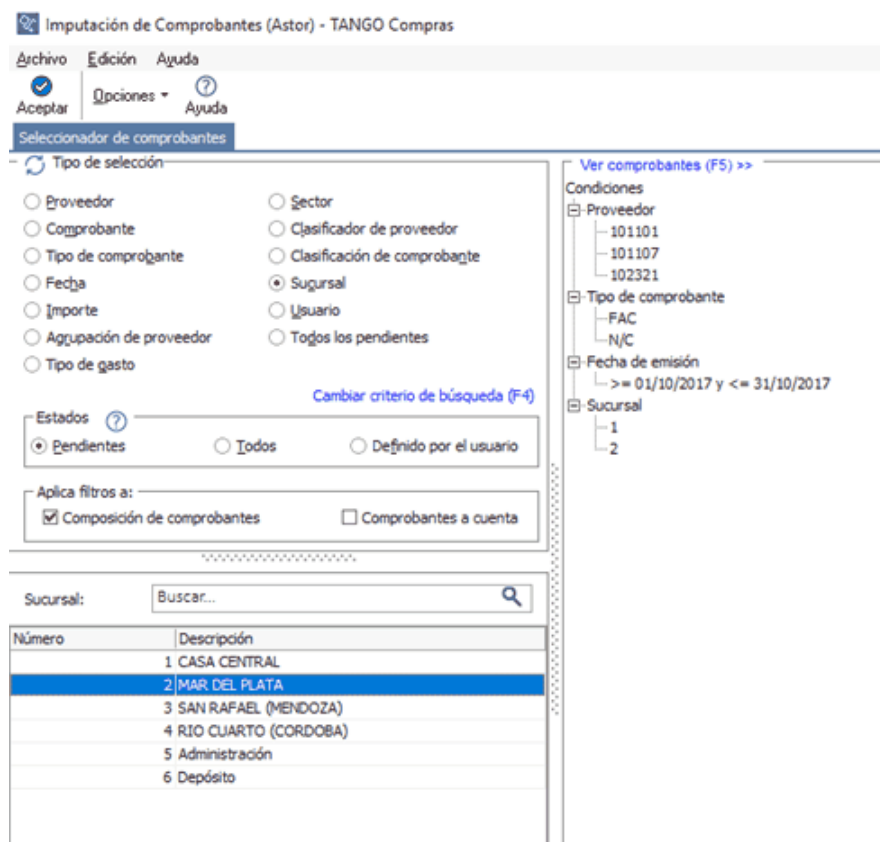 Imputación de Comprobantes (Astor) - TANGO Compras
Archivo Edición Ayuda
Aceptar Opciones Ayuda
Seleccionador de comprobantes
Tipo de selección
Proveedor Sector
Comprobante Clasificador de proveedor
Tipo de comprobante Clasificación de comprobante
Fecha Sucursal
Importe Usuario
Agrupación de proveedor Todos los pendientes
Tipo de gasto
Cambiar criterio de búsqueda (F4)
Estados
Pendientes Todos Definido por el usuario
Aplica filtros a:
Composición de comprobantes Comprobantes a cuenta
Sucursal: Buscar...
Número Descripción
1 CASA CENTRAL
2 MAR DEL PLATA
3 SAN RAFAEL (MENDOZA)
4 RIO CUARTO (CORDOBA)
5 Administración
6 Depósito
Ver comprobantes (F5) >>
Condiciones
Proveedor
101101
101107
102321
Tipo de comprobante
FAC
N/C
Fecha de emisión
>= 01/10/2017 y <= 31/10/2017
Sucursal
1
2